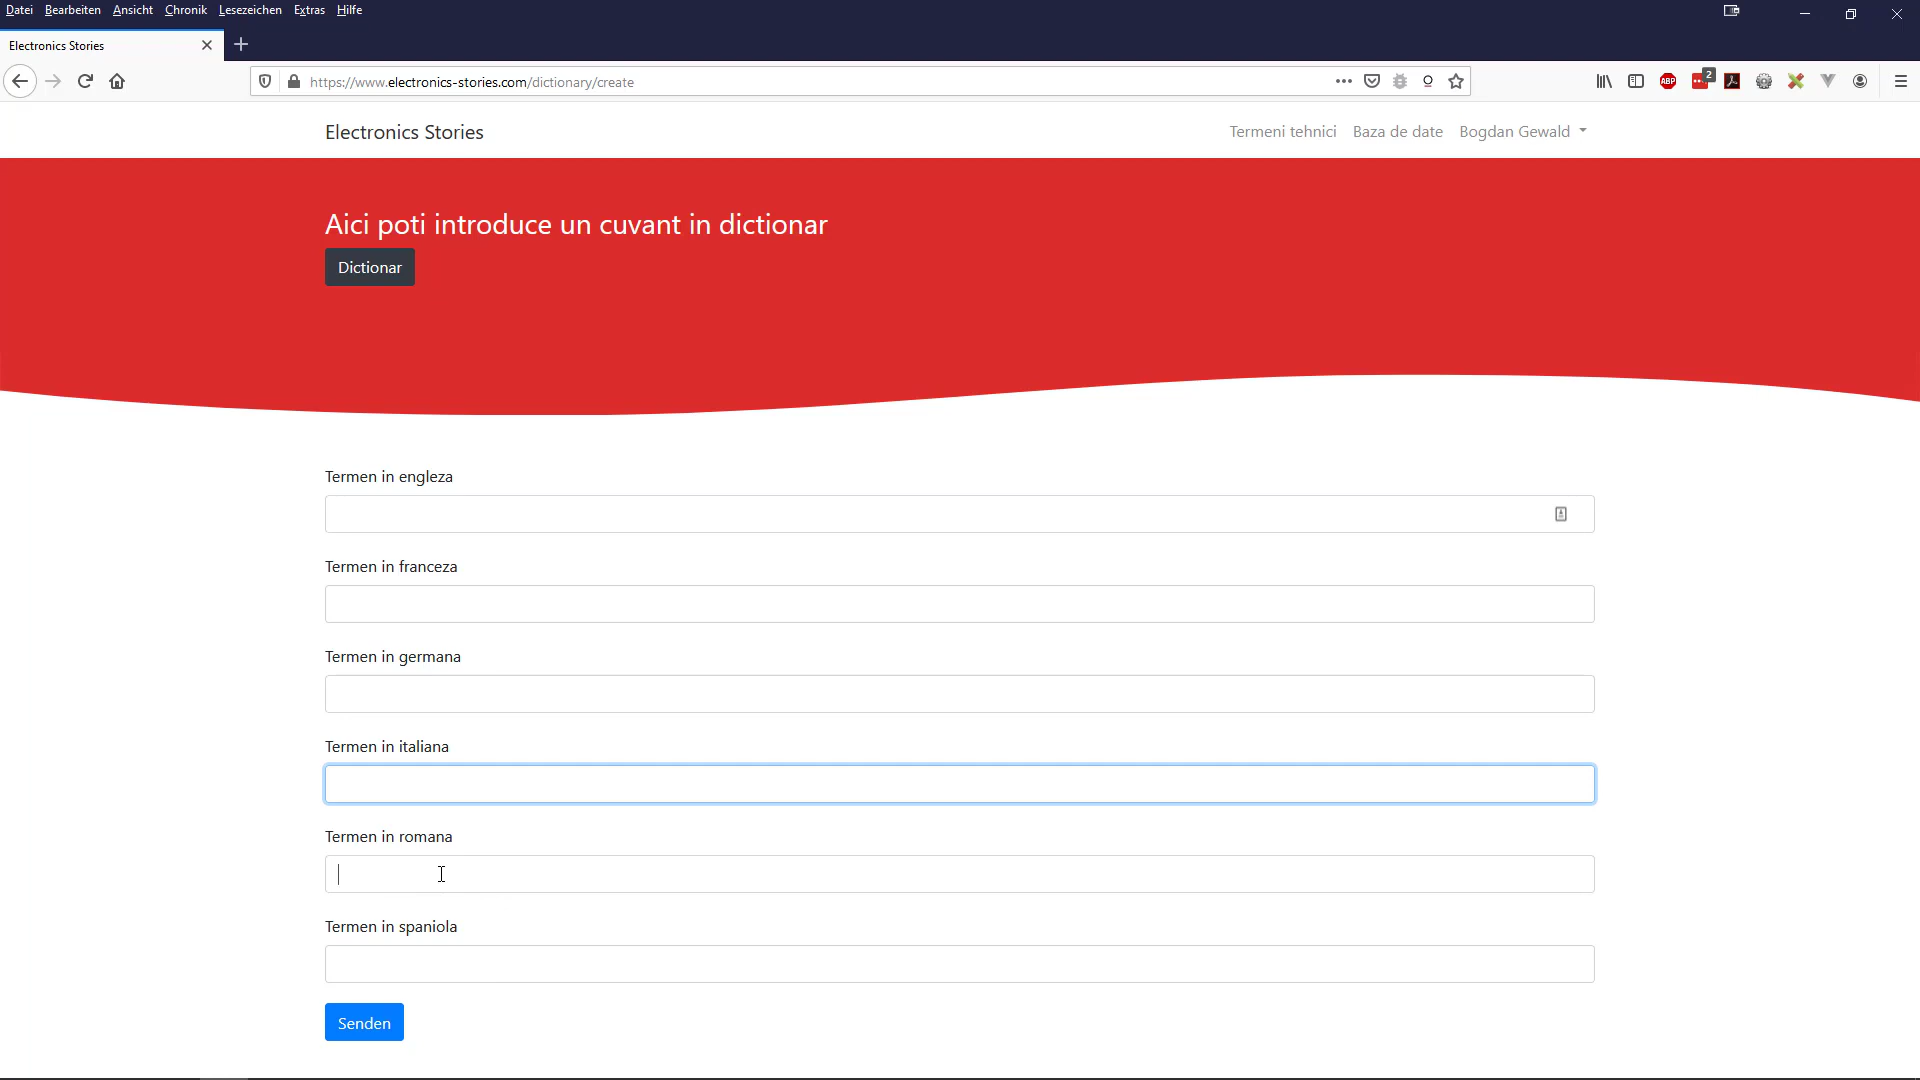 Datei Bearbeiten Ansicht Chronik Lesezeichen Extras Hilfe
Electronics Stories
https://www.electronics-stories.com/dictionary/create
2
ABP
Electronics Stories
Termeni tehnici Baza de date Bogdan Gewald
Aici poti introduce un cuvant in dictionar
Dictionar
Termen in engleza
Termen in franceza
Termen in germana
Termen in italiana
Termen in romana
Termen in spaniola
Senden